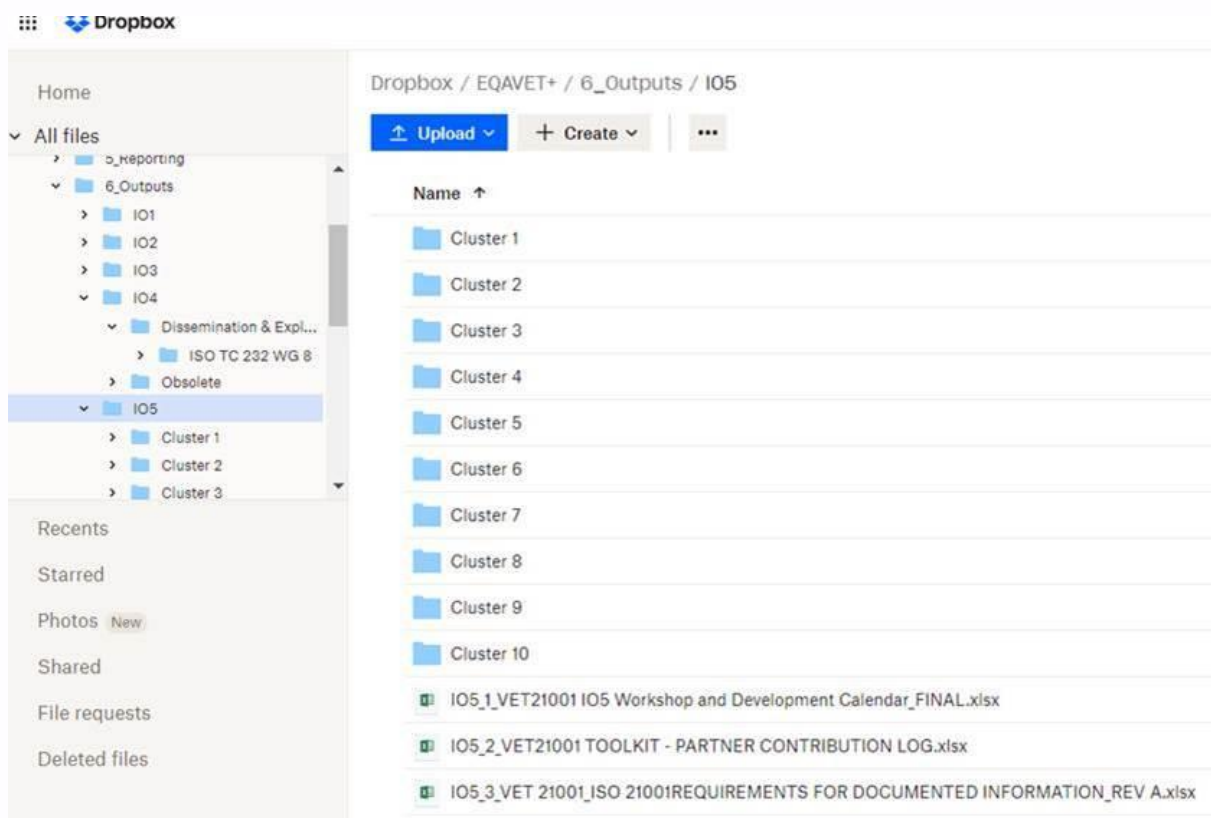 Dropbox
Home
All files
5_Reporting
6_Outputs
IO1
IO2
IO3
IO4
Dissemination & Expl...
ISO TC 232 WG 8
Obsolete
IO5
Cluster 1
Cluster 2
Cluster 3
Recents
Starred
Photos New
Shared
File requests
Deleted files
Dropbox / EQAVET+ / 6_Outputs / IO5
Upload
+ Create
...
Name
Cluster 1
Cluster 2
Cluster 3
Cluster 4
Cluster 5
Cluster 6
Cluster 7
Cluster 8
Cluster 9
Cluster 10
IO5_1_VET21001 IO5 Workshop and Development Calendar_FINAL.xlsx
IO5_2_VET21001 TOOLKIT - PARTNER CONTRIBUTION LOG.xlsx
IO5_3_VET 21001_ISO 21001REQUIREMENTS FOR DOCUMENTED INFORMATION_REV A.xlsx